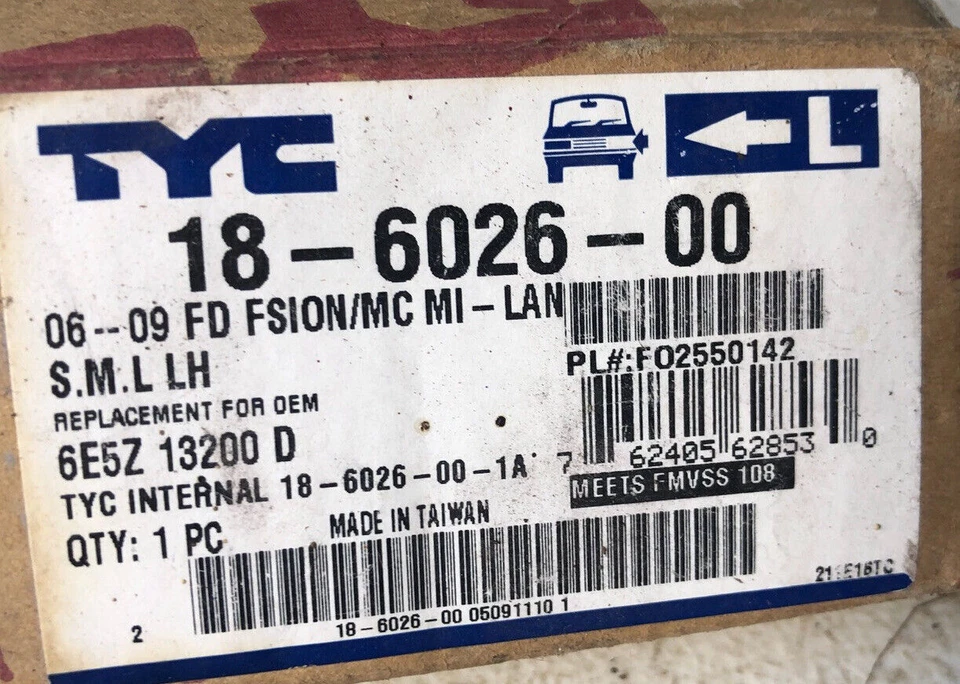 TYC
L
18-6026-00
06--09 FD FSION/MC MI-LAN
S.M.L LH
PL#:FO2550142
REPLACEMENT FOR OEM
6E5Z 13200 D
7 62405 62853 0
TYC INTERNAL 18-6026-00-1A
MEETS FMVSS 108
QTY: 1 PC
MADE IN TAIWAN
2
18-6026-00 05091110 1